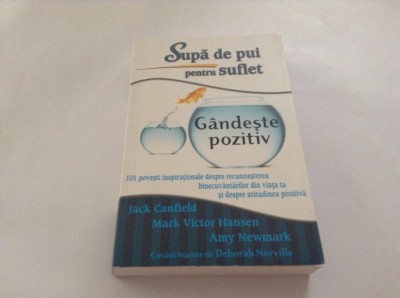 Supă de pui
pentru suflet
Gândește
pozitiv
101 povești inspiraționale despre recunoașterea
binecuvântărilor din viața ta
și despre atitudinea pozitivă
Jack Canfield
Mark Victor Hansen
Amy Newmark
Cuvânt înainte de Deborah Norville